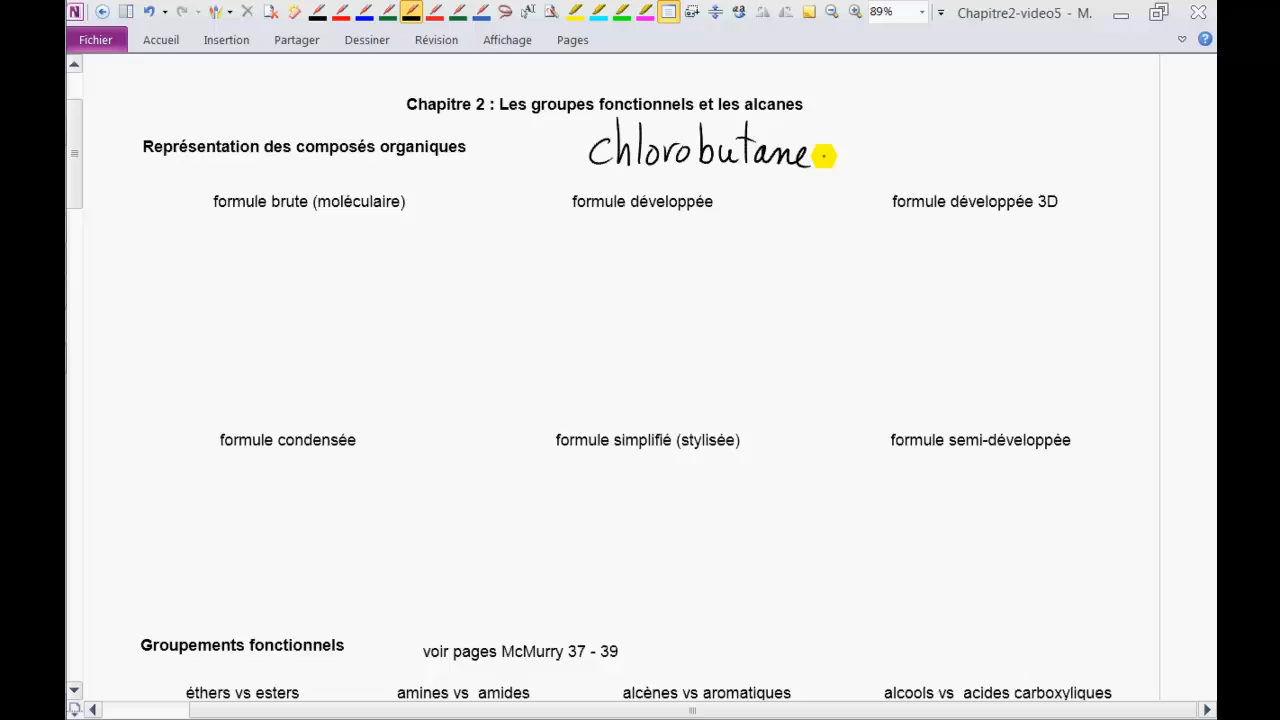 89%
Chapitre2-video5 - M.
Fichier Accueil Insertion Partager Dessiner Révision Affichage Pages
Chapitre 2 : Les groupes fonctionnels et les alcanes
Représentation des composés organiques chlorobutane
formule brute (moléculaire) formule développée formule développée 3D
formule condensée formule simplifié (stylisée) formule semi-développée
Groupements fonctionnels voir pages McMurry 37 - 39
éthers vs esters amines vs amides alcènes vs aromatiques alcools vs acides carboxyliques